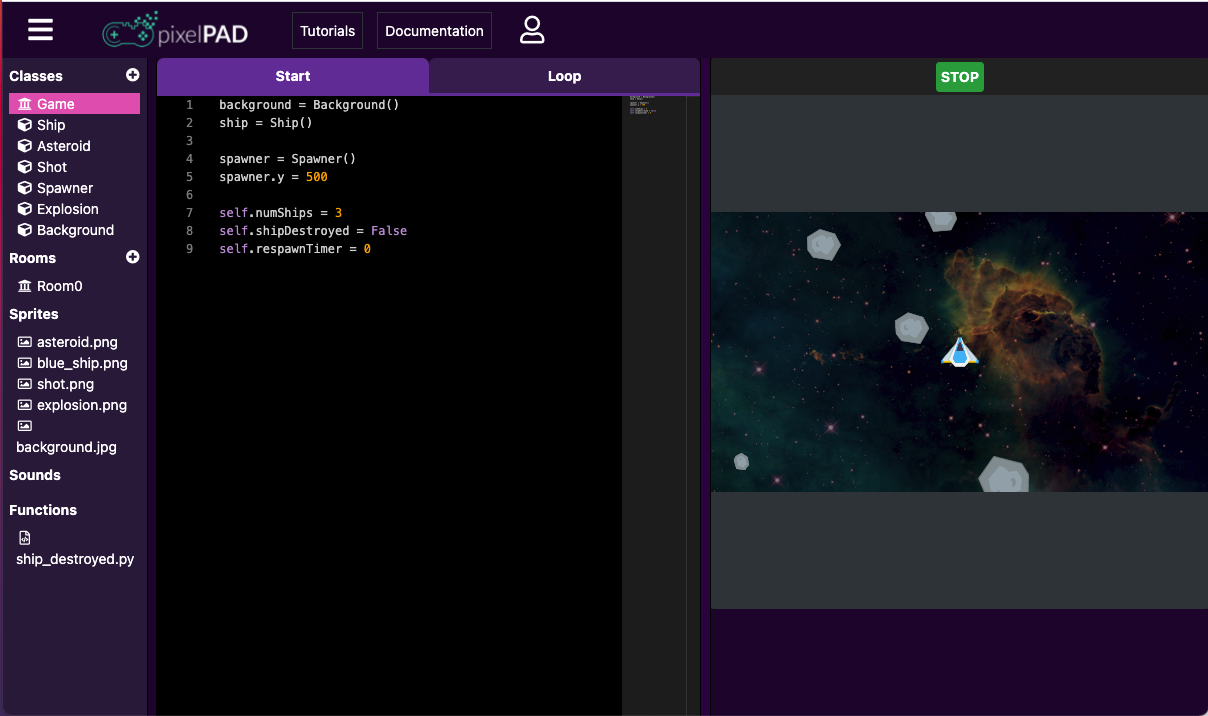 pixelPAD
Tutorials
Documentation
Classes
Game
Ship
Asteroid
Shot
Spawner
Explosion
Background
Rooms
Room0
Sprites
asteroid.png
blue_ship.png
shot.png
explosion.png
background.jpg
Sounds
Functions
ship_destroyed.py
Start
Loop
1 background = Background()
2 ship = Ship()
3
4 spawner = Spawner()
5 spawner.y = 500
6
7 self.numShips = 3
8 self.shipDestroyed = False
9 self.respawnTimer = 0
STOP